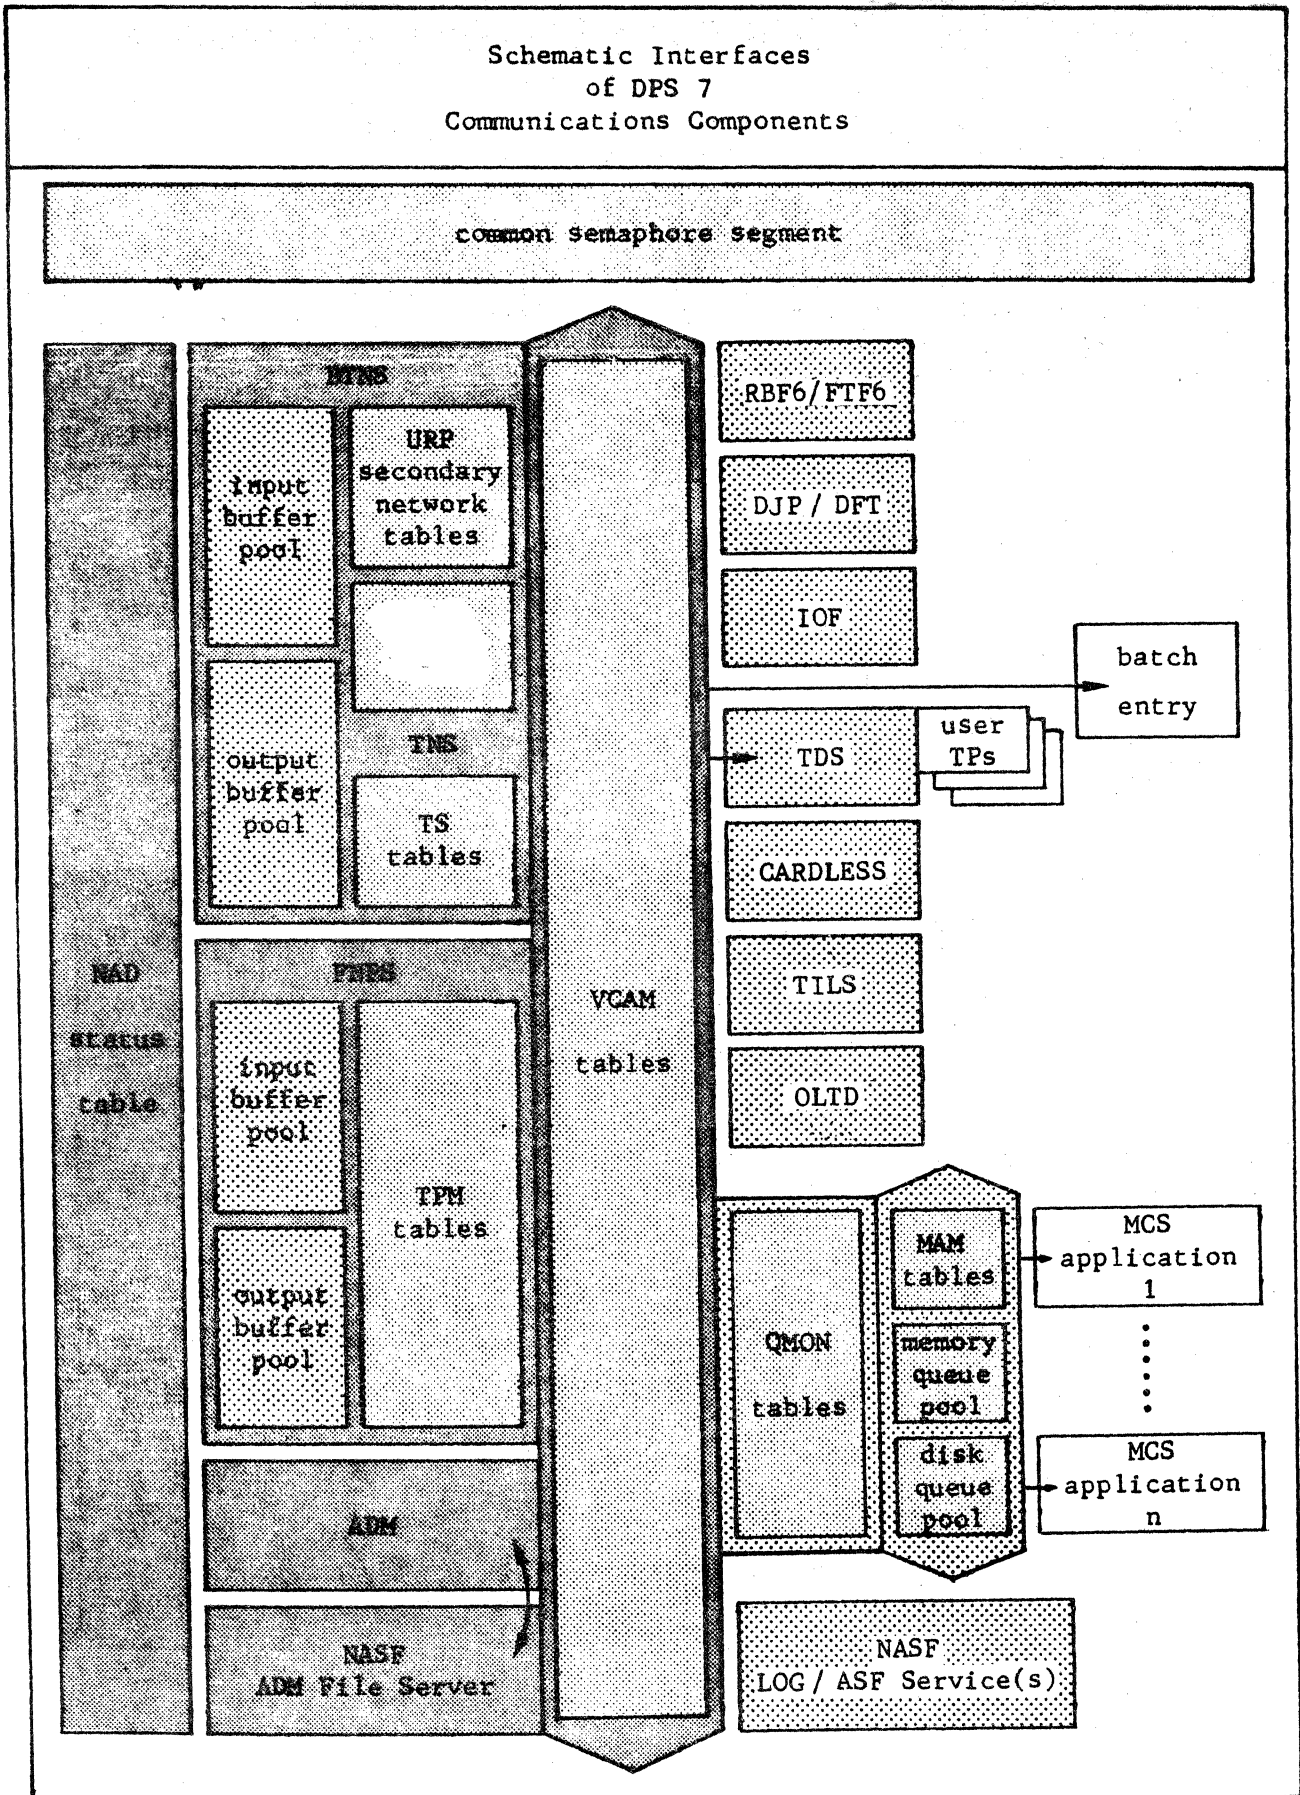 Schematic Interfaces
of DPS 7
Communications Components
common semaphore segment
BTNS
input
buffer
pool
URP
secondary
network
tables
output
buffer
pool
TNS
TS
tables
NAD
status
table
FNPS
input
buffer
pool
output
buffer
pool
TPM
tables
ADM
NASF
ADM File Server
VCAM
tables
RBF6/FTF6
DJP / DFT
IOF
batch
entry
TDS
user
TPs
CARDLESS
TILS
OLTD
QMON
tables
MAM
tables
memory
queue
pool
disk
queue
pool
MCS
application
1
MCS
application
n
NASF
LOG / ASF Service(s)